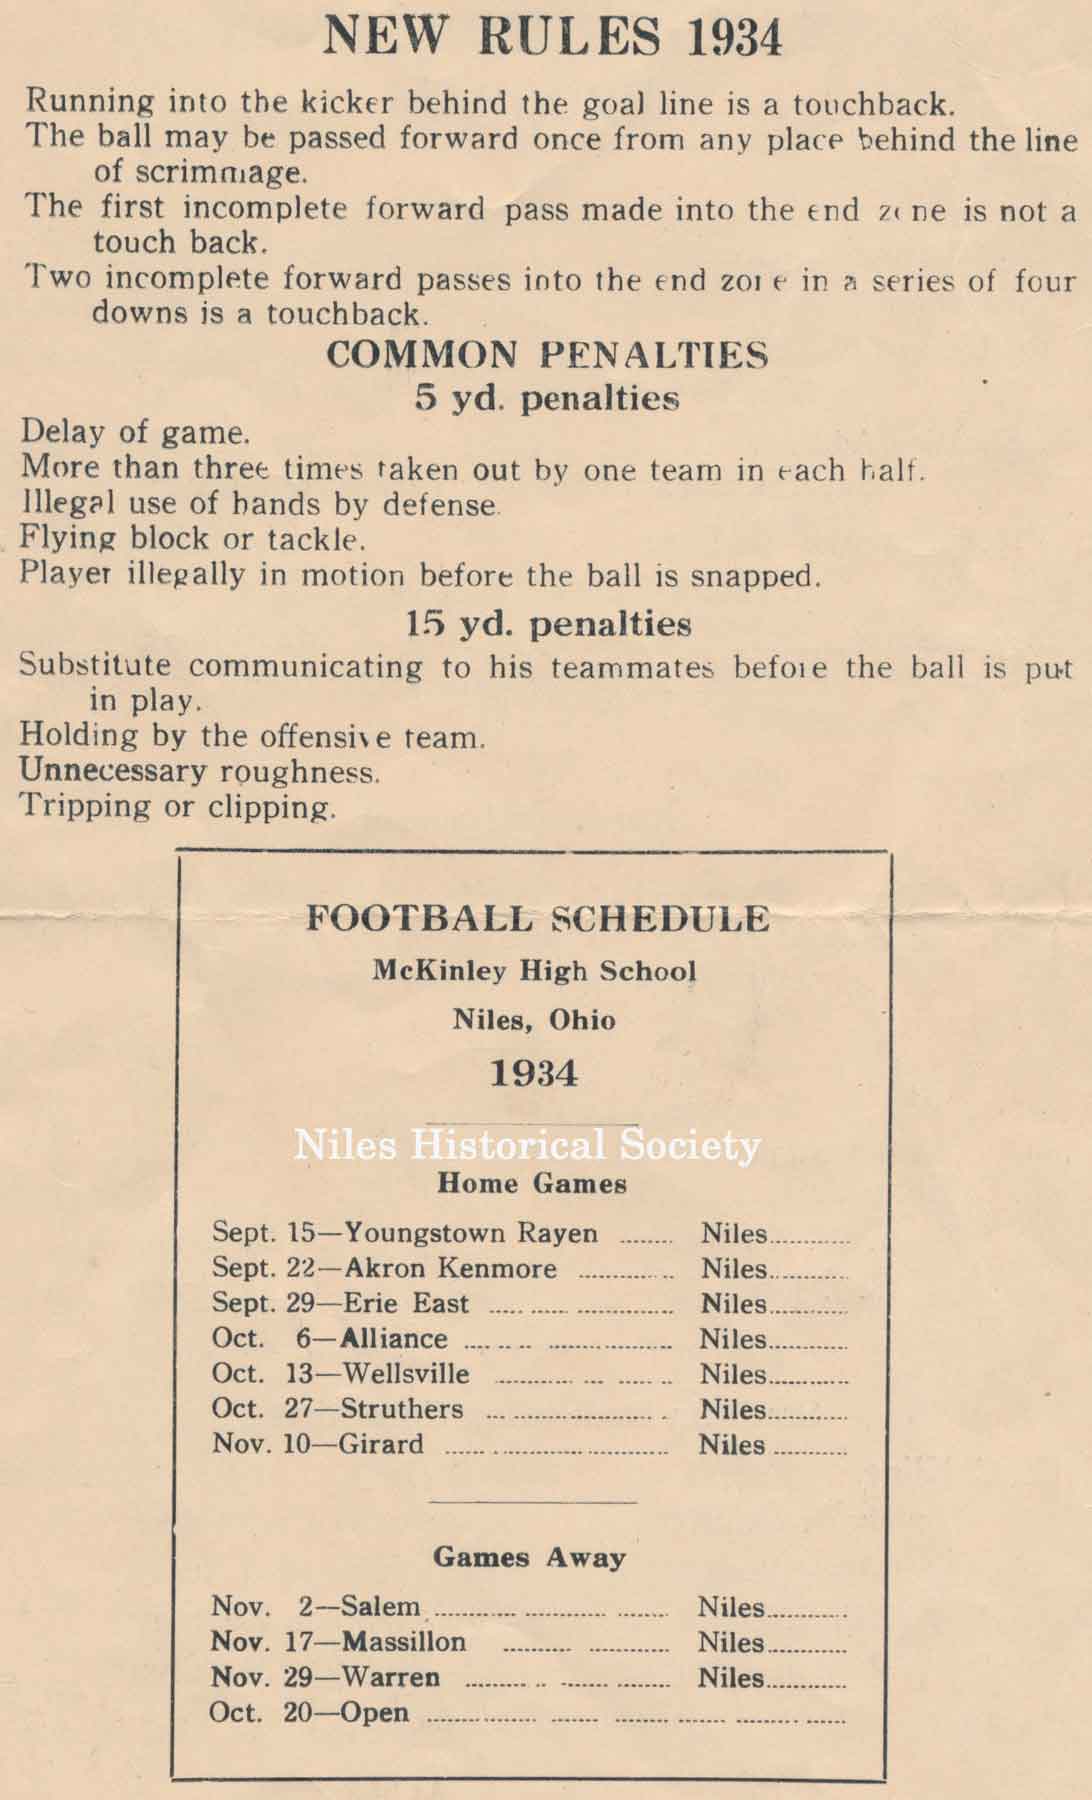 NEW RULES 1934
Running into the kicker behind the goal line is a touchback.
The ball may be passed forward once from any place behind the line
of scrimmage.
The first incomplete forward pass made into the end zone is not a
touch back.
Two incomplete forward passes into the end zone in a series of four
downs is a touchback.
COMMON PENALTIES
5 yd. penalties
Delay of game.
More than three times taken out by one team in each half.
Illegal use of hands by defense.
Flying block or tackle.
Player illegally in motion before the ball is snapped.
15 yd. penalties
Substitute communicating to his teammates before the ball is put
in play.
Holding by the offensive team.
Unnecessary roughness.
Tripping or clipping.
FOOTBALL SCHEDULE
McKinley High School
Niles, Ohio
1934
Niles Historical Society
Home Games
Sept. 15—Youngstown Rayen ........ Niles............
Sept. 22—Akron Kenmore .............. Niles............
Sept. 29—Erie East ..... ...... ............... Niles............
Oct. 6—Alliance .... .. .. ................... Niles............
Oct. 13—Wellsville ............ ... ...... .. Niles............
Oct. 27—Struthers ... ...................... . Niles............
Nov. 10—Girard ...... . ......................... Niles ...........
Games Away
Nov. 2—Salem ............. ............. ........ Niles............
Nov. 17—Massillon ........... ............. Niles............
Nov. 29—Warren .......... .. ....... ........ Niles............
Oct. 20—Open ................. ....... ........ ....... .......... ......